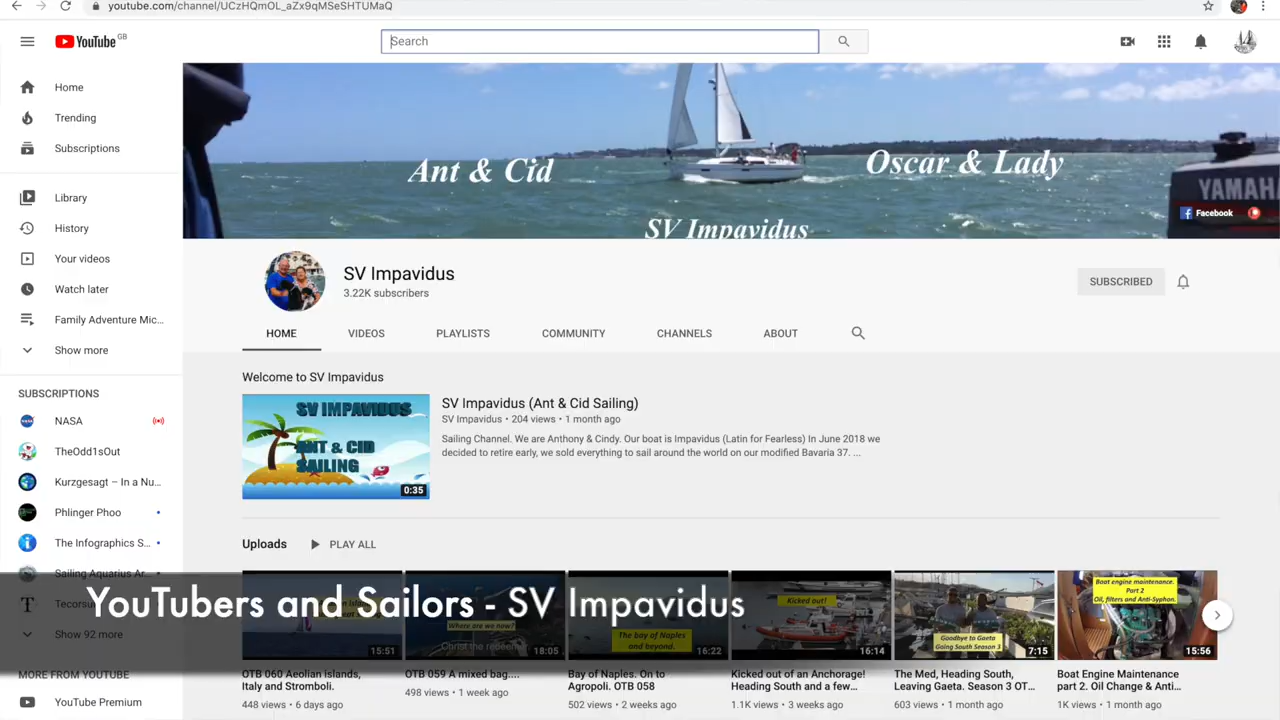 youtube.com/channel/UCzHQmOL_aZx9qMSeSHTUMaQ
YouTube GB
Search
Home
Trending
Subscriptions
Library
History
Your videos
Watch later
Family Adventure Mic...
Show more
SUBSCRIPTIONS
NASA
TheOdd1sOut
Kurzgesagt – In a Nu...
Phlinger Phoo
The Infographics S...
Sailing Aquarius Ar...
Show 92 more
MORE FROM YOUTUBE
YouTube Premium
Ant & Cid
Oscar & Lady
SV Impavidus
YAMAH
Facebook
SV Impavidus
3.22K subscribers
SUBSCRIBED
HOME
VIDEOS
PLAYLISTS
COMMUNITY
CHANNELS
ABOUT
Welcome to SV Impavidus
SV IMPAVIDUS
ANT & CID
SAILING
0:35
SV Impavidus (Ant & Cid Sailing)
SV Impavidus • 204 views • 1 month ago
Sailing Channel. We are Anthony & Cindy. Our boat is Impavidus (Latin for Fearless) In June 2018 we
decided to retire early, we sold everything to sail around the world on our modified Bavaria 37. ...
Uploads
PLAY ALL
YouTubers and Sailors - SV Impavidus
15:51
Where are we now?
Christ the redeemer
18:05
The bay of Naples
and beyond.
16:22
Kicked out!
16:14
Goodbye to Gaeta
Going South Season 3
7:15
Boat engine maintenance.
Part 2
Oil, filters and Anti-Syphon.
15:56
OTB 060 Aeolian islands,
Italy and Stromboli.
448 views • 6 days ago
OTB 059 A mixed bag....
498 views • 1 week ago
Bay of Naples. On to
Agropoli. OTB 058
502 views • 2 weeks ago
Kicked out of an Anchorage!
Heading South and a few...
1.1K views • 3 weeks ago
The Med, Heading South,
Leaving Gaeta. Season 3 OT...
603 views • 1 month ago
Boat Engine Maintenance
part 2. Oil Change & Anti...
1K views • 1 month ago